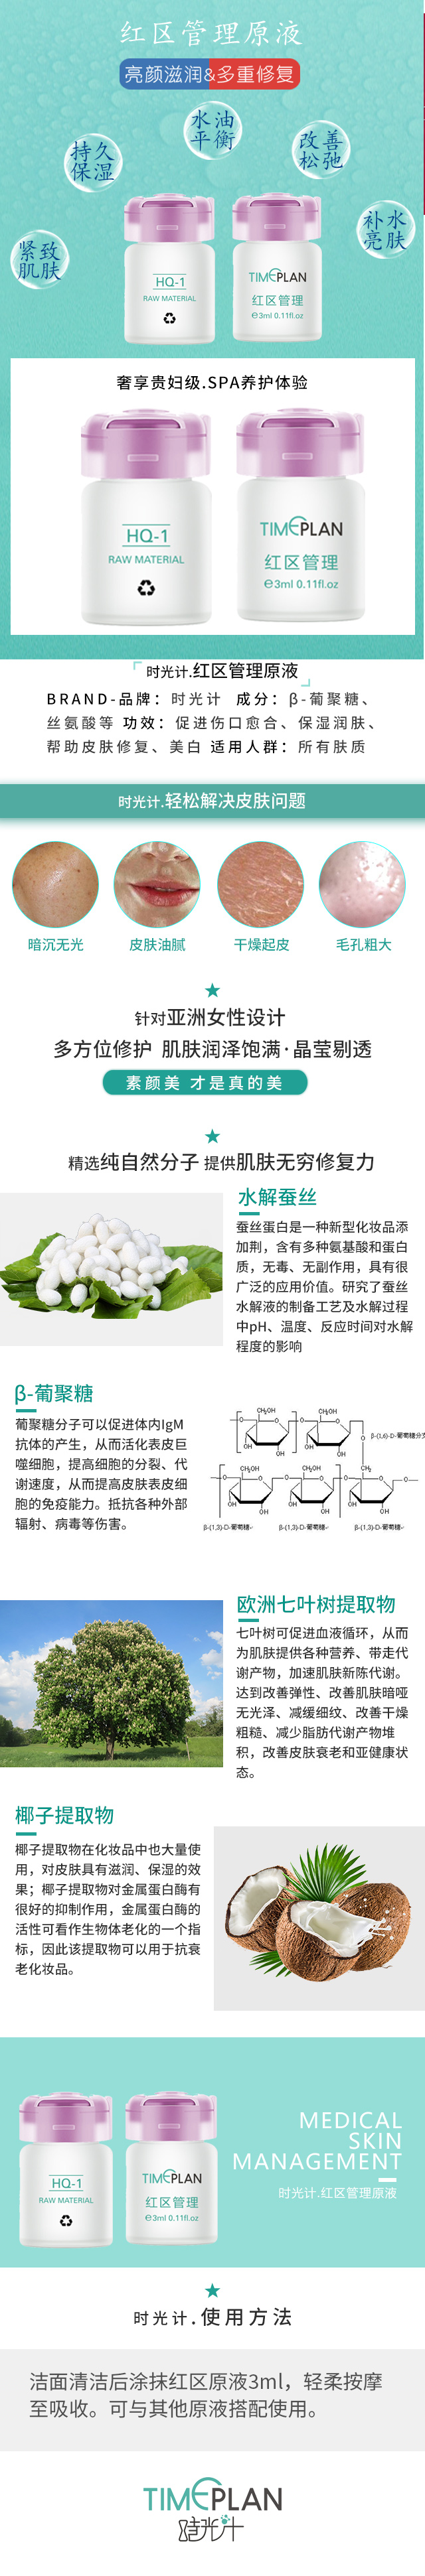 红区管理原液
亮颜滋润&多重修复
水油
平衡
持久
保湿
改善
松弛
紧致
肌肤
补水
亮肤
HQ-1
RAW MATERIAL
TIMEPLAN
红区管理
℮3ml 0.11fl.oz
奢享贵妇级.SPA养护体验
HQ-1
RAW MATERIAL
TIMEPLAN
红区管理
℮3ml 0.11fl.oz
时光计.红区管理原液
BRAND-品牌：时光计 成分：β-葡聚糖、
丝氨酸等 功效：促进伤口愈合、保湿润肤、
帮助皮肤修复、美白 适用人群：所有肤质
时光计.轻松解决皮肤问题
暗沉无光
皮肤油腻
干燥起皮
毛孔粗大
针对亚洲女性设计
多方位修护 肌肤润泽饱满·晶莹剔透
素颜美 才是真的美
精选纯自然分子 提供肌肤无穷修复力
水解蚕丝
蚕丝蛋白是一种新型化妆品添
加剂，含有多种氨基酸和蛋白
质，无毒、无副作用，具有很
广泛的应用价值。研究了蚕丝
水解液的制备工艺及水解过程
中pH、温度、反应时间对水解
程度的影响
β-葡聚糖
葡聚糖分子可以促进体内IgM
抗体的产生，从而活化表皮巨
噬细胞，提高细胞的分裂、代
谢速度，从而提高皮肤表皮细
胞的免疫能力。抵抗各种外部
辐射、病毒等伤害。
CH₂OH
CH₂OH
OH
OH
OH
OH
β-(1,6)-D-葡萄糖分支
CH₂OH
CH₂OH
CH₂
OH
OH
OH
OH
OH
OH
β-(1,3)-D-葡萄糖
β-(1,3)-D-葡萄糖
β-(1,3)-D-葡萄糖
欧洲七叶树提取物
七叶树可促进血液循环，从而
为肌肤提供各种营养、带走代
谢产物，加速肌肤新陈代谢。
达到改善弹性、改善肌肤暗哑
无光泽、减缓细纹、改善干燥
粗糙、减少脂肪代谢产物堆
积，改善皮肤衰老和亚健康状
态。
椰子提取物
椰子提取物在化妆品中也大量使
用，对皮肤具有滋润、保湿的效
果；椰子提取物对金属蛋白酶有
很好的抑制作用，金属蛋白酶的
活性可看作生物体老化的一个指
标，因此该提取物可以用于抗衰
老化妆品。
HQ-1
RAW MATERIAL
TIMEPLAN
红区管理
℮3ml 0.11fl.oz
MEDICAL
SKIN
MANAGEMENT
时光计.红区管理原液
时光计.使用方法
洁面清洁后涂抹红区原液3ml，轻柔按摩
至吸收。可与其他原液搭配使用。
TIMEPLAN
时光计